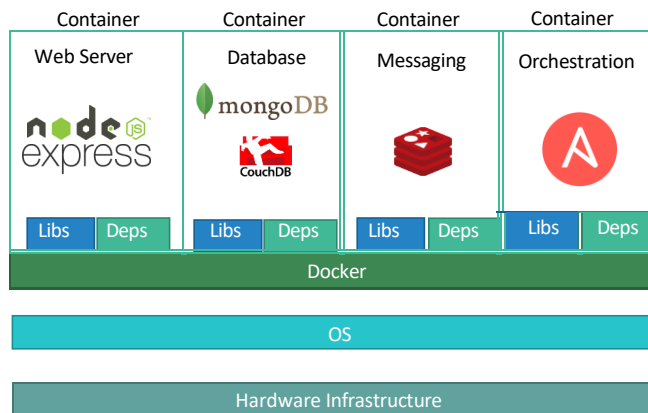 Container Container Container Container
Web Server Database Messaging Orchestration
mongoDB
node JS
express
CouchDB
Libs Deps Libs Deps Libs Deps Libs Deps
Docker
OS
Hardware Infrastructure